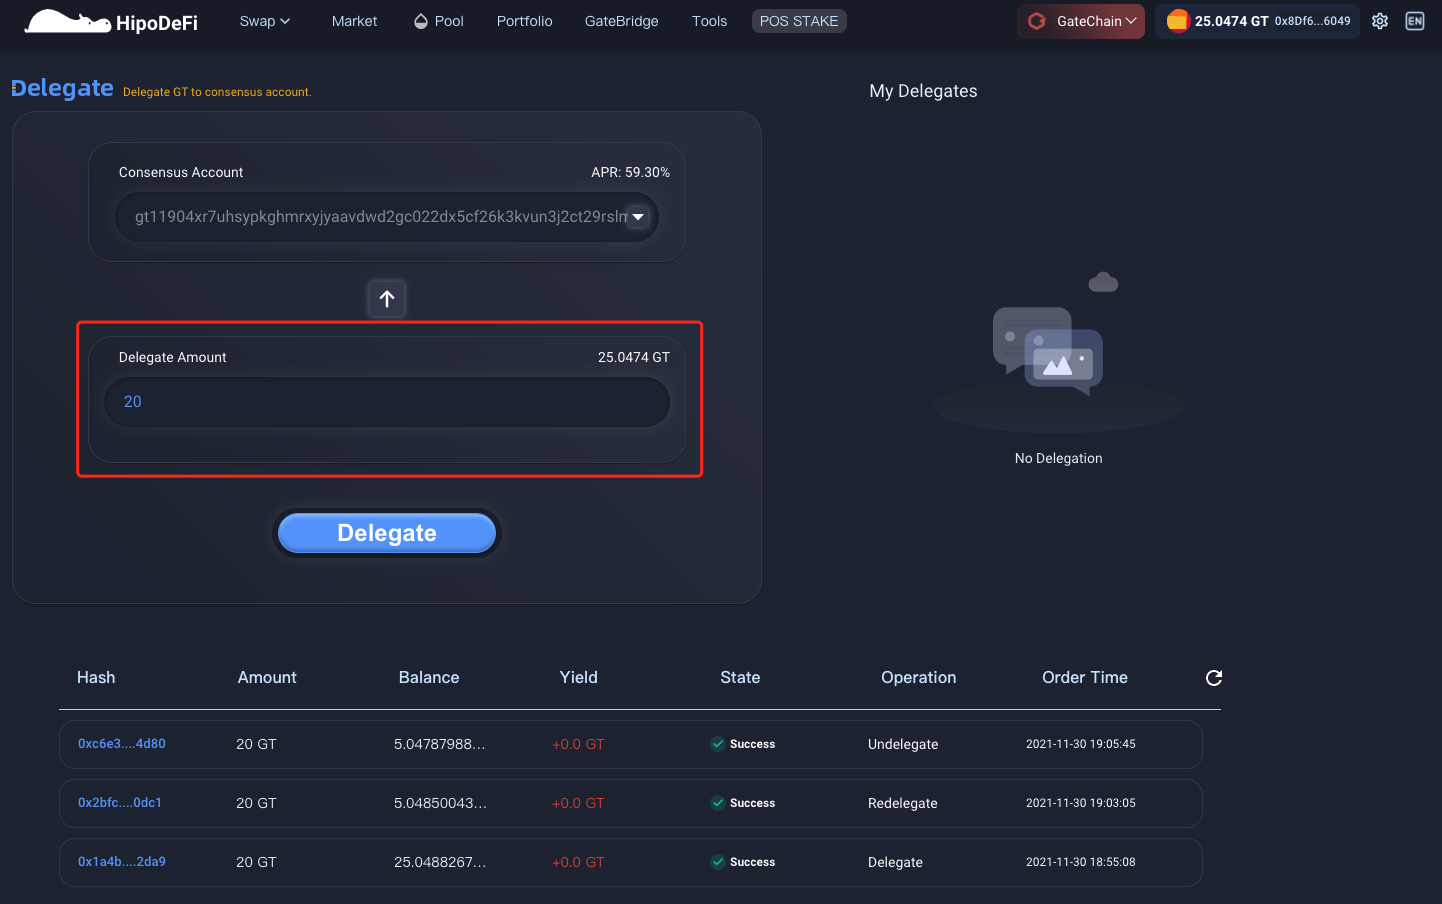 HipoDeFi Swap Market Pool Portfolio GateBridge Tools POS STAKE GateChain 25.0474 GT 0x8Df6...6049 EN
Delegate Delegate GT to consensus account.
My Delegates
Consensus Account APR: 59.30%
gt11904xr7uhsypkghmrxyjyaavdwd2gc022dx5cf26k3kvun3j2ct29rslm
Delegate Amount 25.0474 GT
20
No Delegation
Delegate
Hash Amount Balance Yield State Operation Order Time
0xc6e3....4d80 20 GT 5.04787988... +0.0 GT Success Undelegate 2021-11-30 19:05:45
0x2bfc....0dc1 20 GT 5.04850043... +0.0 GT Success Redelegate 2021-11-30 19:03:05
0x1a4b....2da9 20 GT 25.0488267... +0.0 GT Success Delegate 2021-11-30 18:55:08